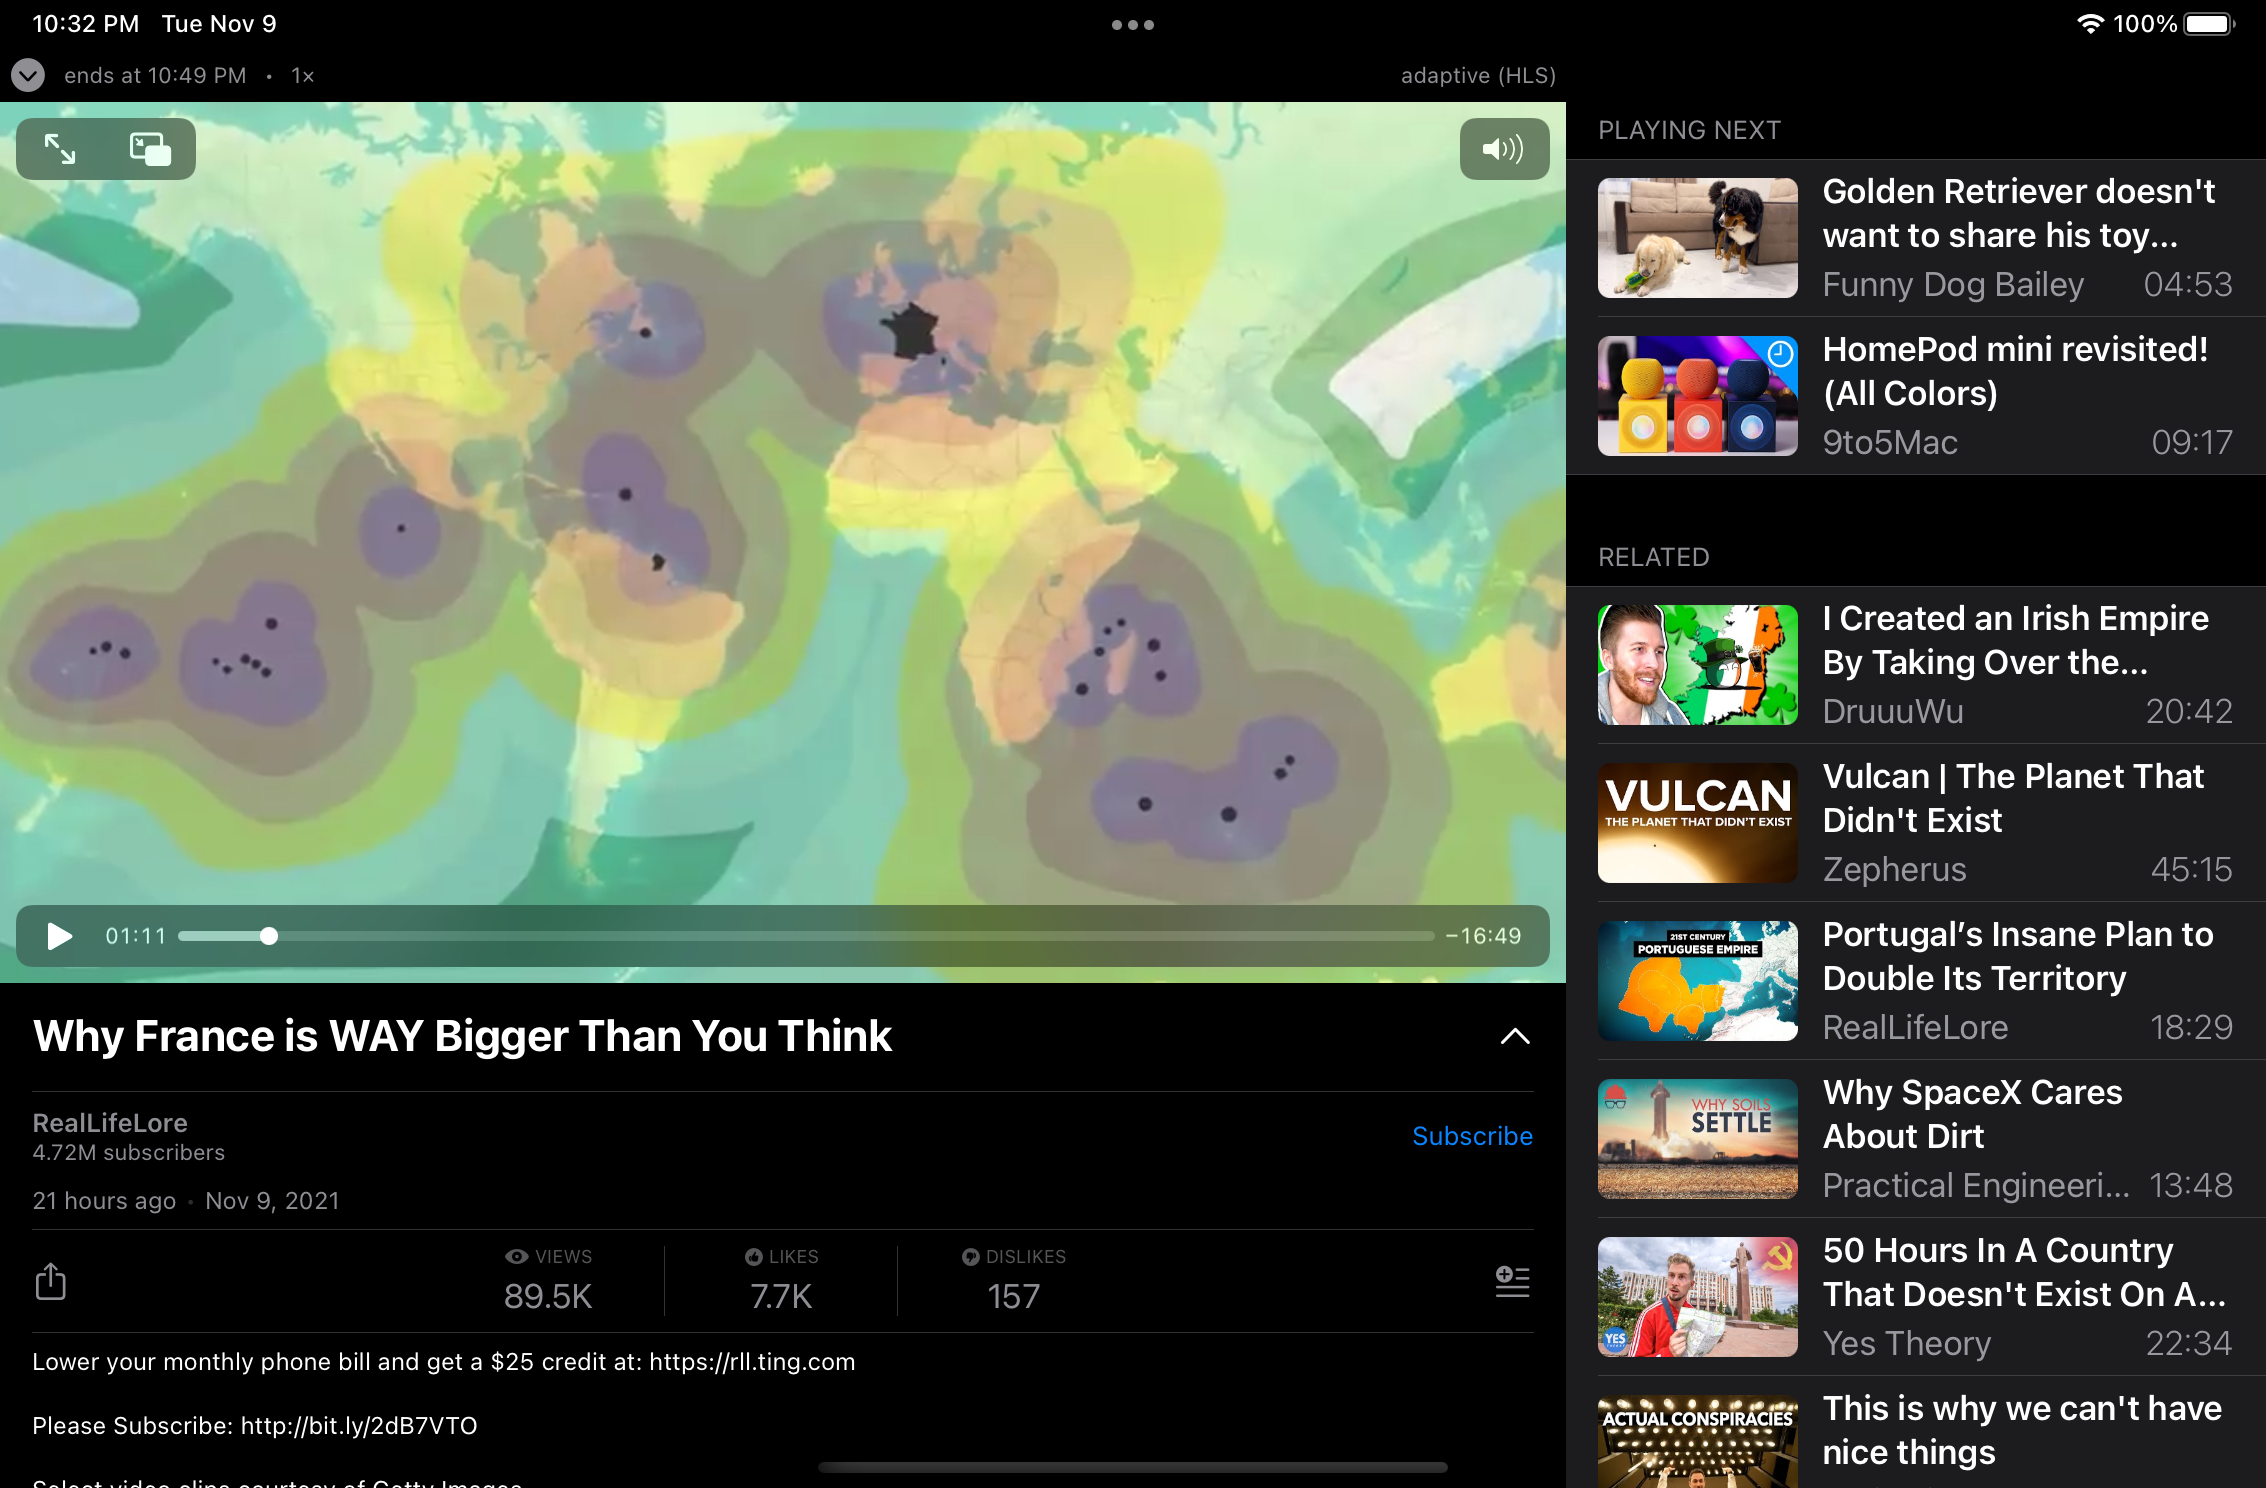 10:32 PM Tue Nov 9
100%
ends at 10:49 PM • 1×
adaptive (HLS)
01:11
−16:49
Why France is WAY Bigger Than You Think
RealLifeLore
4.72M subscribers
Subscribe
21 hours ago • Nov 9, 2021
VIEWS
89.5K
LIKES
7.7K
DISLIKES
157
Lower your monthly phone bill and get a $25 credit at: https://rll.ting.com
Please Subscribe: http://bit.ly/2dB7VTO
Select video clips courtesy of Getty Images
PLAYING NEXT
Golden Retriever doesn't
want to share his toy...
Funny Dog Bailey 04:53
HomePod mini revisited!
(All Colors)
9to5Mac 09:17
RELATED
I Created an Irish Empire
By Taking Over the...
DruuuWu 20:42
VULCAN
THE PLANET THAT DIDN'T EXIST
Vulcan | The Planet That
Didn't Exist
Zepherus 45:15
21ST CENTURY
PORTUGUESE EMPIRE
Portugal’s Insane Plan to
Double Its Territory
RealLifeLore 18:29
WHY SOILS
SETTLE
Why SpaceX Cares
About Dirt
Practical Engineeri... 13:48
YES
50 Hours In A Country
That Doesn't Exist On A...
Yes Theory 22:34
ACTUAL CONSPIRACIES
This is why we can't have
nice things